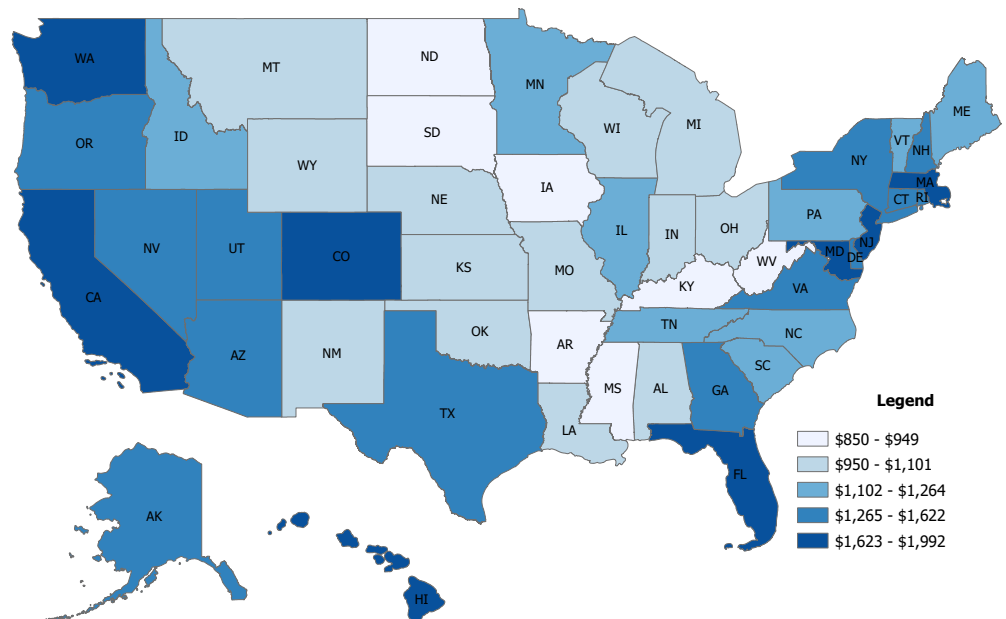 WA
MT
ND
MN
ME
OR
ID
SD
WI
MI
VT
NH
NY
WY
MA
CT
RI
IA
NE
PA
NV
UT
CO
IL
IN
OH
NJ
MD
DE
KS
MO
WV
VA
CA
KY
AZ
NM
OK
AR
TN
NC
SC
TX
MS
AL
GA
LA
FL
AK
HI
Legend
$850 - $949
$950 - $1,101
$1,102 - $1,264
$1,265 - $1,622
$1,623 - $1,992